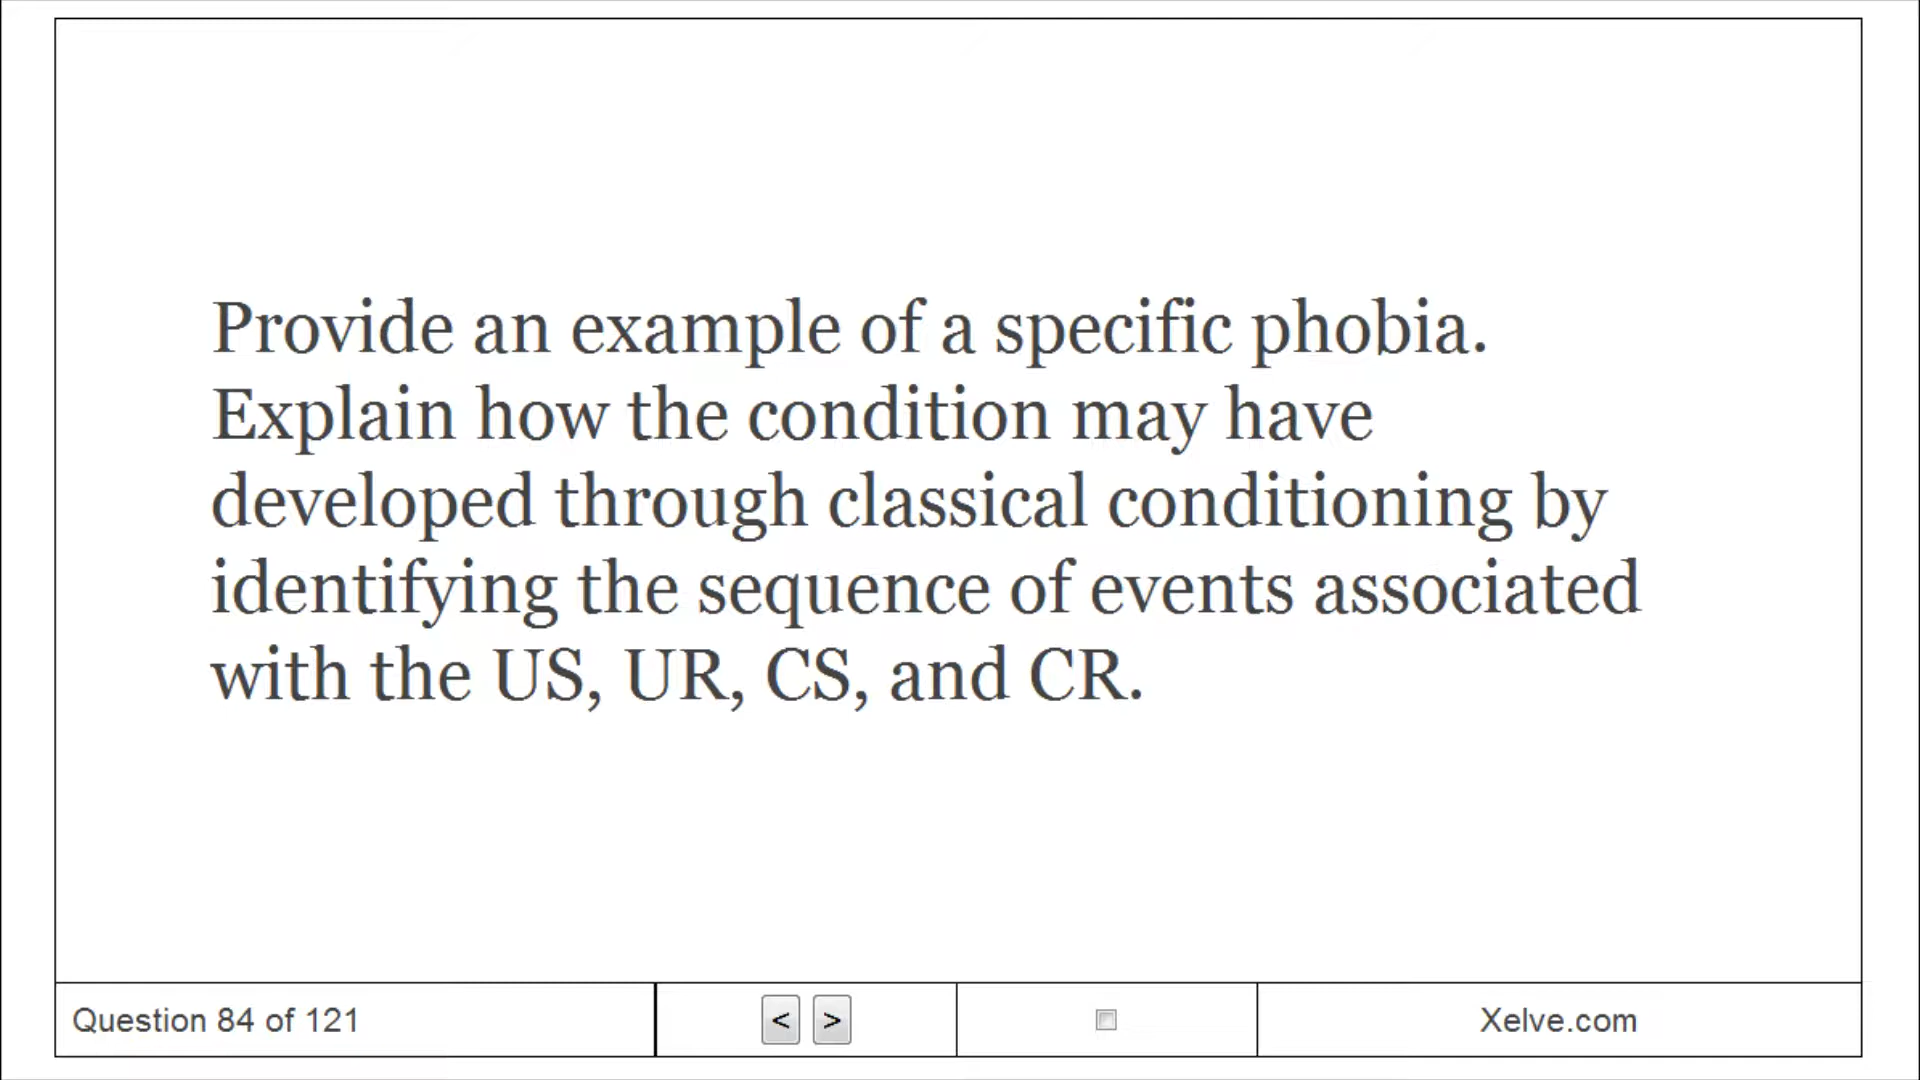 Provide an example of a specific phobia.
Explain how the condition may have
developed through classical conditioning by
identifying the sequence of events associated
with the US, UR, CS, and CR.
Question 84 of 121
< >
Xelve.com